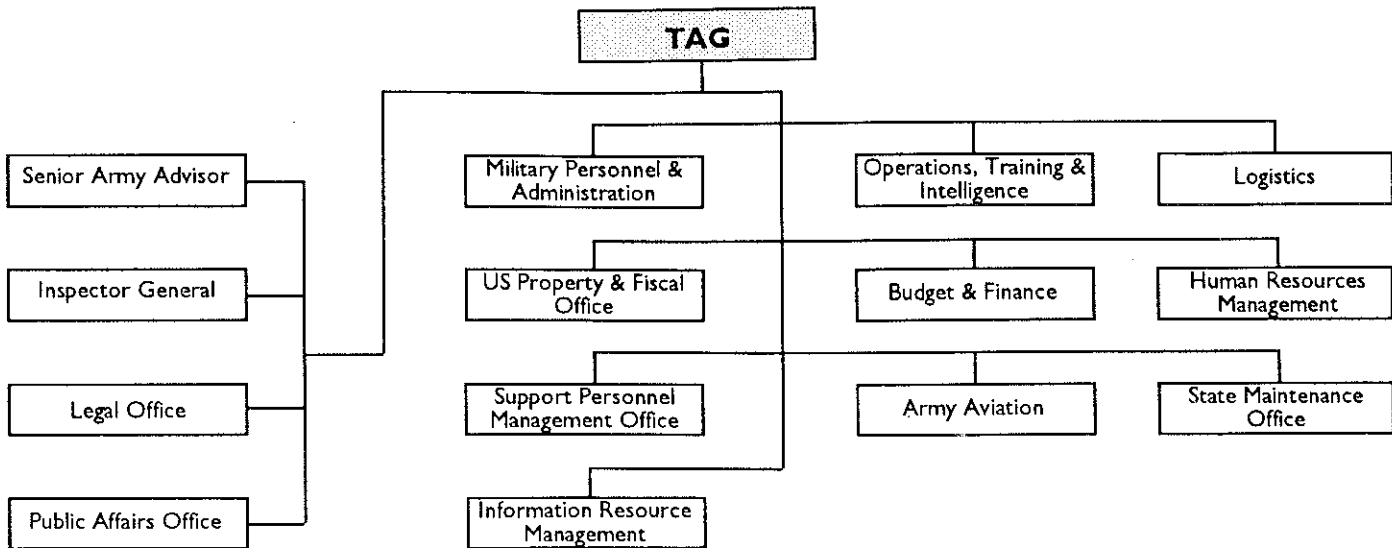 TAG
Senior Army Advisor
Inspector General
Legal Office
Public Affairs Office
Military Personnel &
Administration
Operations, Training &
Intelligence
Logistics
US Property & Fiscal
Office
Budget & Finance
Human Resources
Management
Support Personnel
Management Office
Army Aviation
State Maintenance
Office
Information Resource
Management